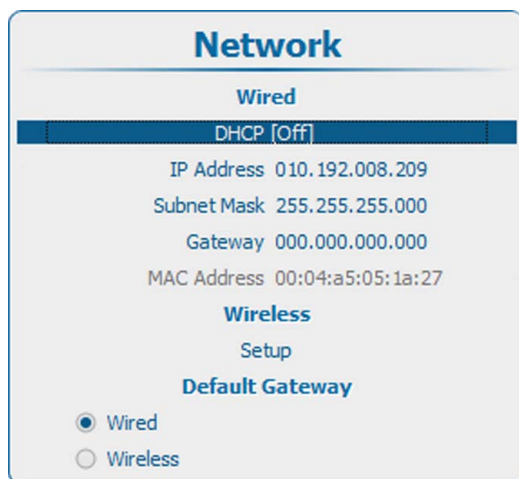 Network
Wired
DHCP [Off]
IP Address 010.192.008.209
Subnet Mask 255.255.255.000
Gateway 000.000.000.000
MAC Address 00:04:a5:05:1a:27
Wireless
Setup
Default Gateway
Wired
Wireless